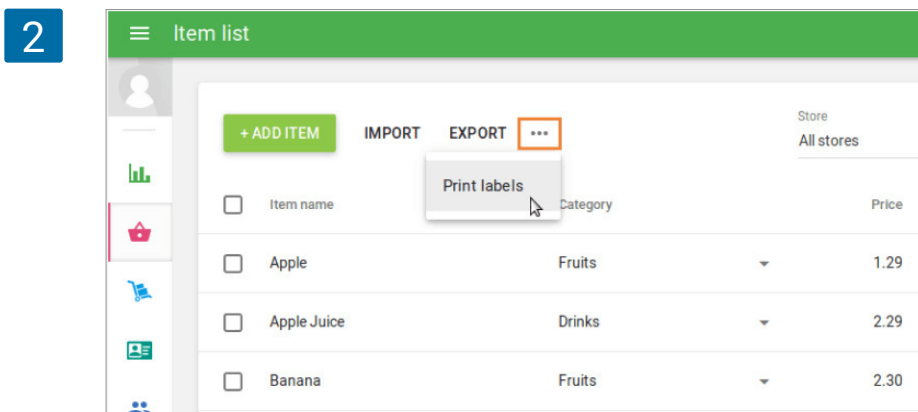 2
Item list
+ ADD ITEM IMPORT EXPORT •••
Store
All stores
Print labels
Item name Category Price
Apple Fruits 1.29
Apple Juice Drinks 2.29
Banana Fruits 2.30